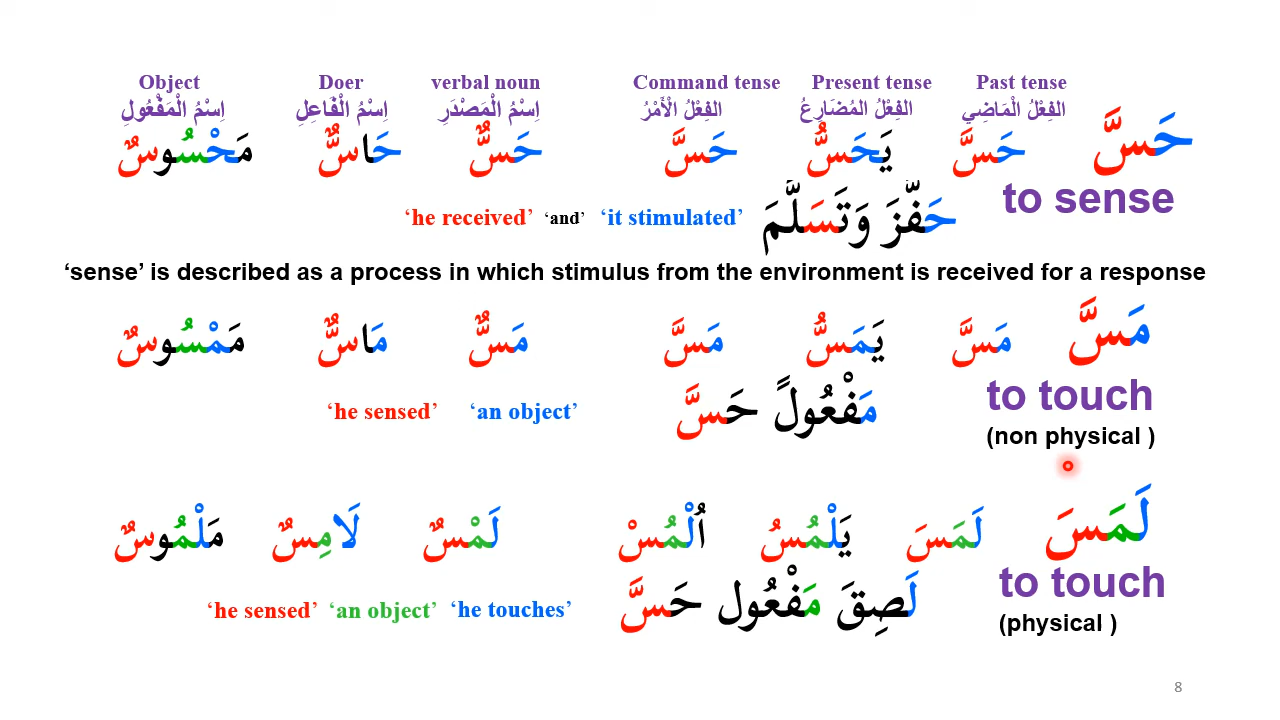 Object Doer verbal noun Command tense Present tense Past tense
الفِعْلُ الْمَاضِي الفِعْلُ المُضَارِعُ الفِعْلُ الْأَمْرُ اِسْمُ الْمَصْدَرِ اِسْمُ الْفَاعِلِ اِسْمُ الْمَفْعُولِ
حَسَّ حَسَّ يَحَسُّ حَسَّ حَسٌّ حَاسٌّ مَحْسُوسٌ
to sense
‘he received’ ‘and’ ‘it stimulated’ حَفَّزَ وَتَسَلَّمَ
‘sense’ is described as a process in which stimulus from the environment is received for a response
مَسَّ مَسَّ يَمَسُّ مَسَّ مَسٌّ مَاسٌّ مَمْسُوسٌ
to touch
‘he sensed’ ‘an object’ مَفْعُولً حَسَّ
(non physical )
لَمَسَ لَمَسَ يَلْمُسُ اُلْمُسْ لَمْسٌ لَامِسٌ مَلْمُوسٌ
to touch
‘he sensed’ ‘an object’ ‘he touches’ لَصِقَ مَفْعُول حَسَّ
(physical )
8